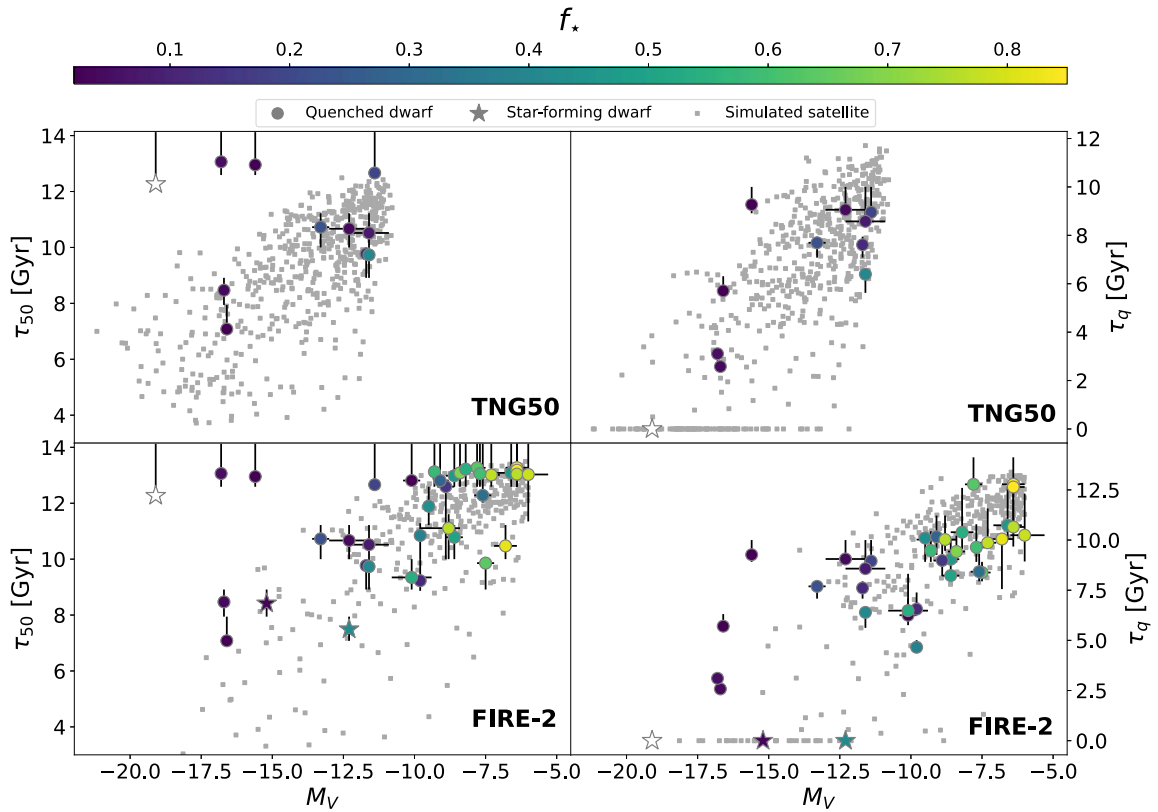 f⋆
0.1 0.2 0.3 0.4 0.5 0.6 0.7 0.8
Quenched dwarf Star-forming dwarf Simulated satellite
14
12
10
8
6
4
τ50 [Gyr]
TNG50
12
10
8
6
4
2
0
τq [Gyr]
TNG50
14
13
12
10
8
6
4
τ50 [Gyr]
FIRE-2
12.5
10.0
7.5
5.0
2.5
0.0
τq [Gyr]
FIRE-2
−20.0 −17.5 −15.0 −12.5 −10.0 −7.5 −5.0
MV
−20.0 −17.5 −15.0 −12.5 −10.0 −7.5 −5.0
MV